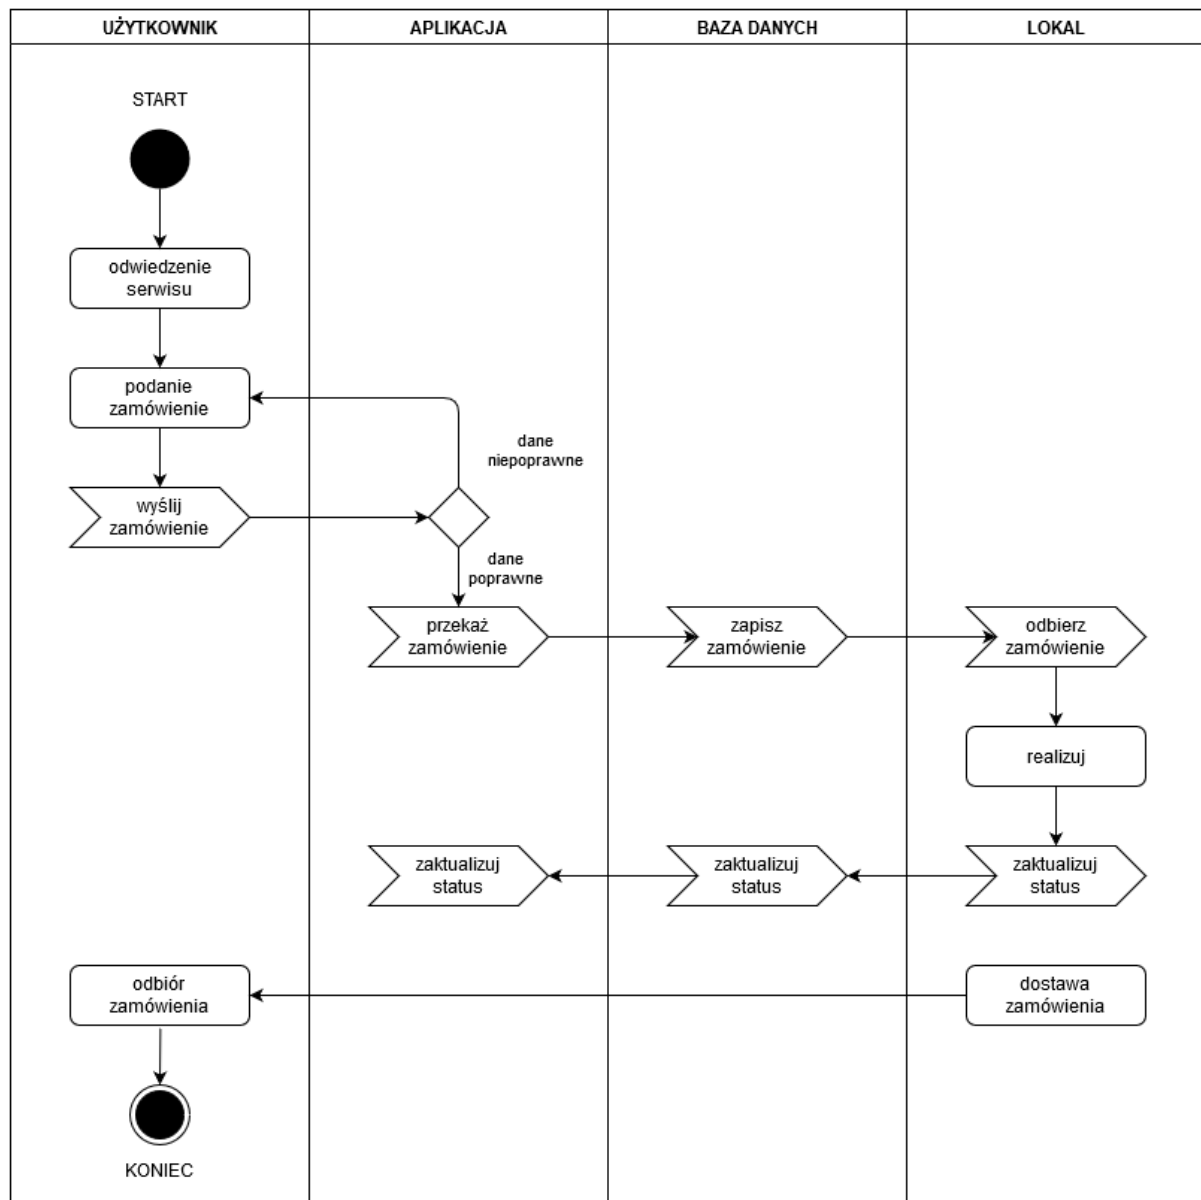 UŻYTKOWNIK
APLIKACJA
BAZA DANYCH
LOKAL
START
odwiedzenie
serwisu
podanie
zamówienie
dane
niepoprawne
wyślij
zamówienie
dane
poprawne
przekaż
zamówienie
zapisz
zamówienie
odbierz
zamówienie
realizuj
zaktualizuj
status
zaktualizuj
status
zaktualizuj
status
odbiór
zamówienia
dostawa
zamówienia
KONIEC